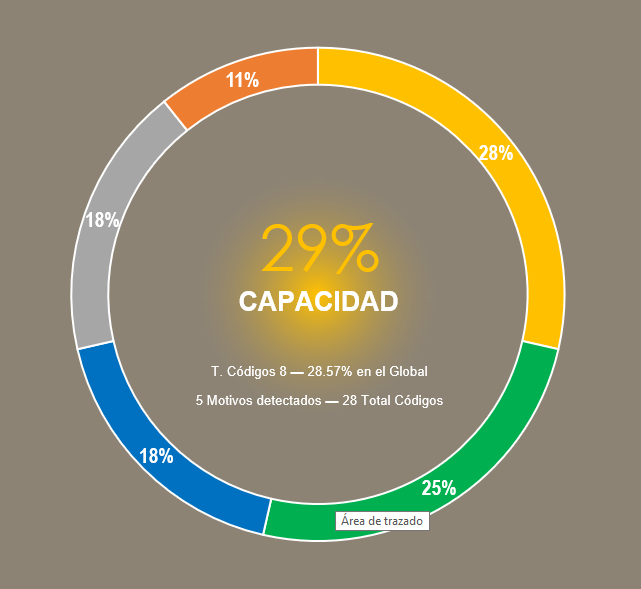 11%
28%
18%
29%
CAPACIDAD
T. Códigos 8 — 28.57% en el Global
5 Motivos detectados — 28 Total Códigos
18%
25%
Área de trazado